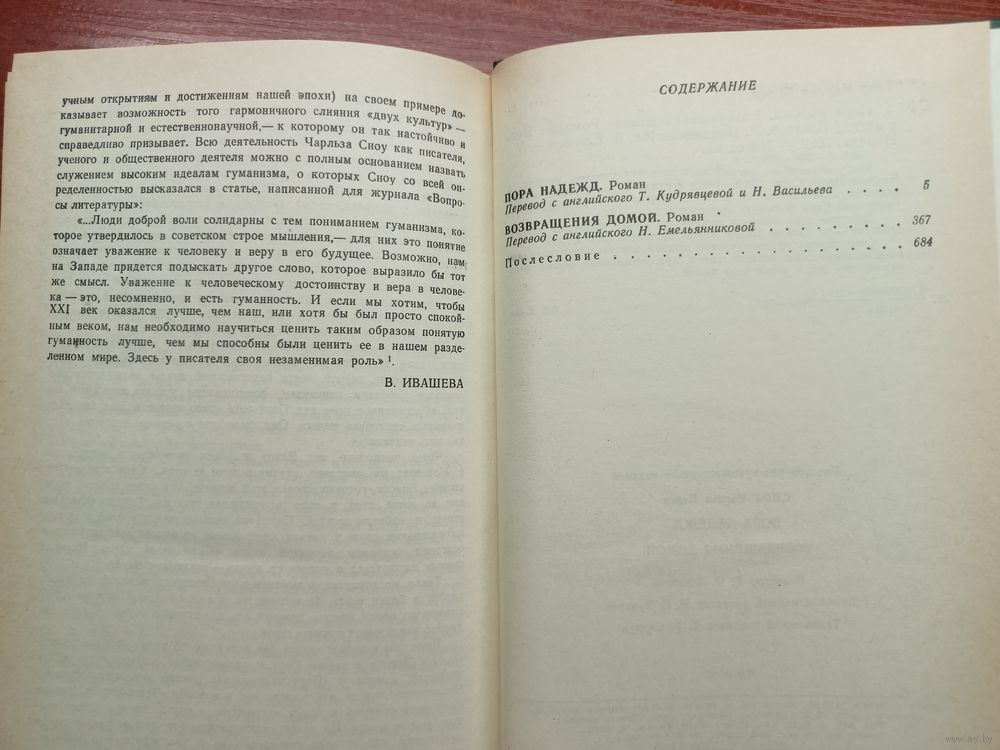 учным открытиям и достижениям нашей эпохи) на своем примере до-
казывает возможность того гармоничного слияния «двух культур» —
гуманитарной и естественнонаучной,— к которому он так настойчиво и
справедливо призывает. Всю деятельность Чарльза Сноу как писателя,
ученого и общественного деятеля можно с полным основанием назвать
служением высоким идеалам гуманизма, о которых Сноу со всей оп-
ределенностью высказался в статье, написанной для журнала «Вопро-
сы литературы»:
«...Люди доброй воли солидарны с тем пониманием гуманизма, ко-
торое утвердилось в советском строе мышления,— для них это понятие
означает уважение к человеку и веру в его будущее. Возможно, нам
на Западе придется подыскать другое слово, которое выразило бы тот
же смысл. Уважение к человеческому достоинству и вера в челове-
ка — это, несомненно, и есть гуманность. И если мы хотим, чтобы
XXI век оказался лучше, чем наш, или хотя бы был просто спокой-
ным веком, нам необходимо научиться ценить таким образом понятую
гуманность лучше, чем мы способны были ценить ее в нашем разде-
ленном мире. Здесь у писателя своя незаменимая роль» ¹.
В. ИВАШЕВА
СОДЕРЖАНИЕ
ПОРА НАДЕЖД. Роман
Перевод с английского Т. Кудрявцевой и Н. Васильева . . . . 5
ВОЗВРАЩЕНИЯ ДОМОЙ. Роман
Перевод с английского Н. Емельянниковой . . . . . . . . 367
Послесловие . . . . . . . . . . . . . . . . . 684
www.ay.by